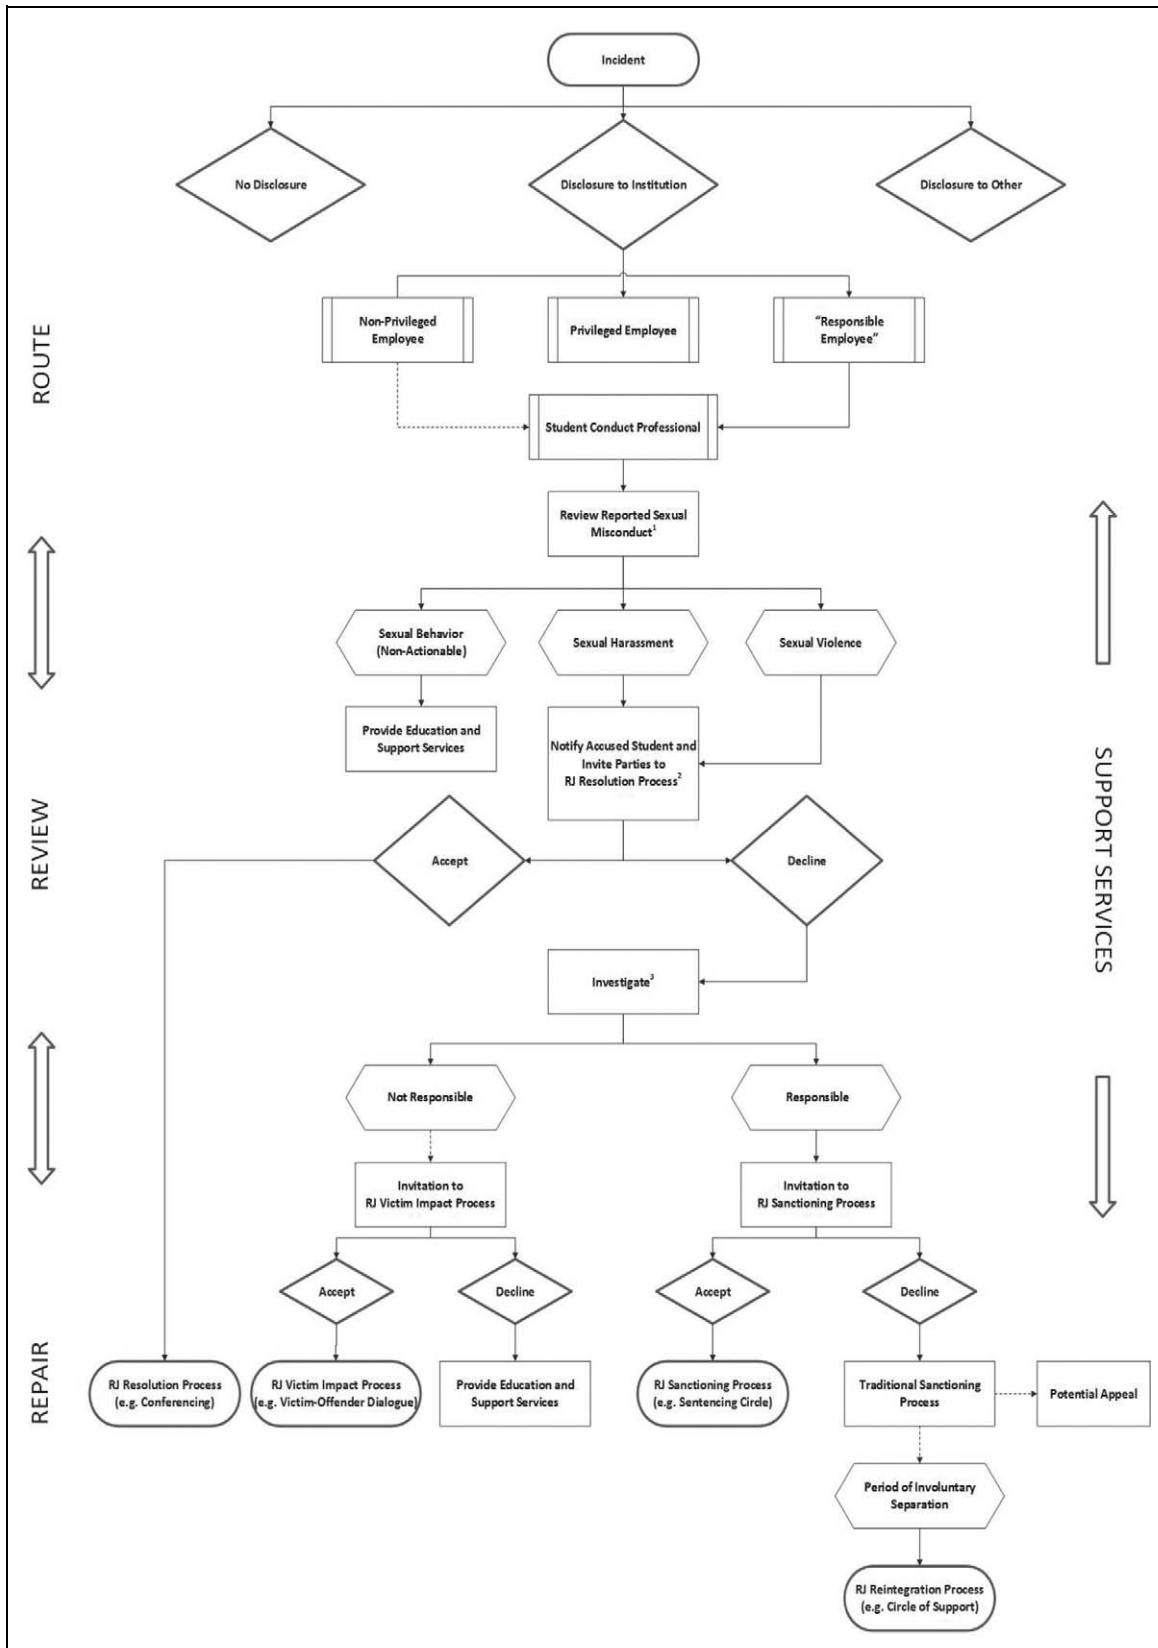 Incident
No Disclosure
Disclosure to Institution
Disclosure to Other
Non-Privileged
Employee
Privileged Employee
“Responsible
Employee”
ROUTE
Student Conduct Professional
Review Reported Sexual
Misconduct¹
Sexual Behavior
(Non-Actionable)
Sexual Harassment
Sexual Violence
Provide Education and
Support Services
Notify Accused Student and
Invite Parties to
RJ Resolution Process²
REVIEW
SUPPORT SERVICES
Accept
Decline
Investigate³
Not Responsible
Responsible
Invitation to
RJ Victim Impact Process
Invitation to
RJ Sanctioning Process
Accept
Decline
Accept
Decline
REPAIR
RJ Resolution Process
(e.g. Conferencing)
RJ Victim Impact Process
(e.g. Victim-Offender Dialogue)
Provide Education and
Support Services
RJ Sanctioning Process
(e.g. Sentencing Circle)
Traditional Sanctioning
Process
Potential Appeal
Period of Involuntary
Separation
RJ Reintegration Process
(e.g. Circle of Support)